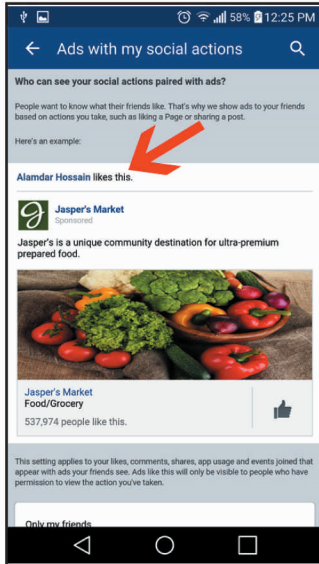 58% 12:25 PM
Ads with my social actions
Who can see your social actions paired with ads?
People want to know what their friends like. That's why we show ads to your friends
based on actions you take, such as liking a Page or sharing a post.
Here's an example:
Alamdar Hossain likes this.
Jasper's Market
Sponsored
Jasper's is a unique community destination for ultra-premium
prepared food.
Jasper's Market
Food/Grocery
537,974 people like this.
This setting applies to your likes, comments, shares, app usage and events joined that
appear with ads your friends see. Ads like this will only be visible to people who have
permission to view the action you've taken.
Only my friends